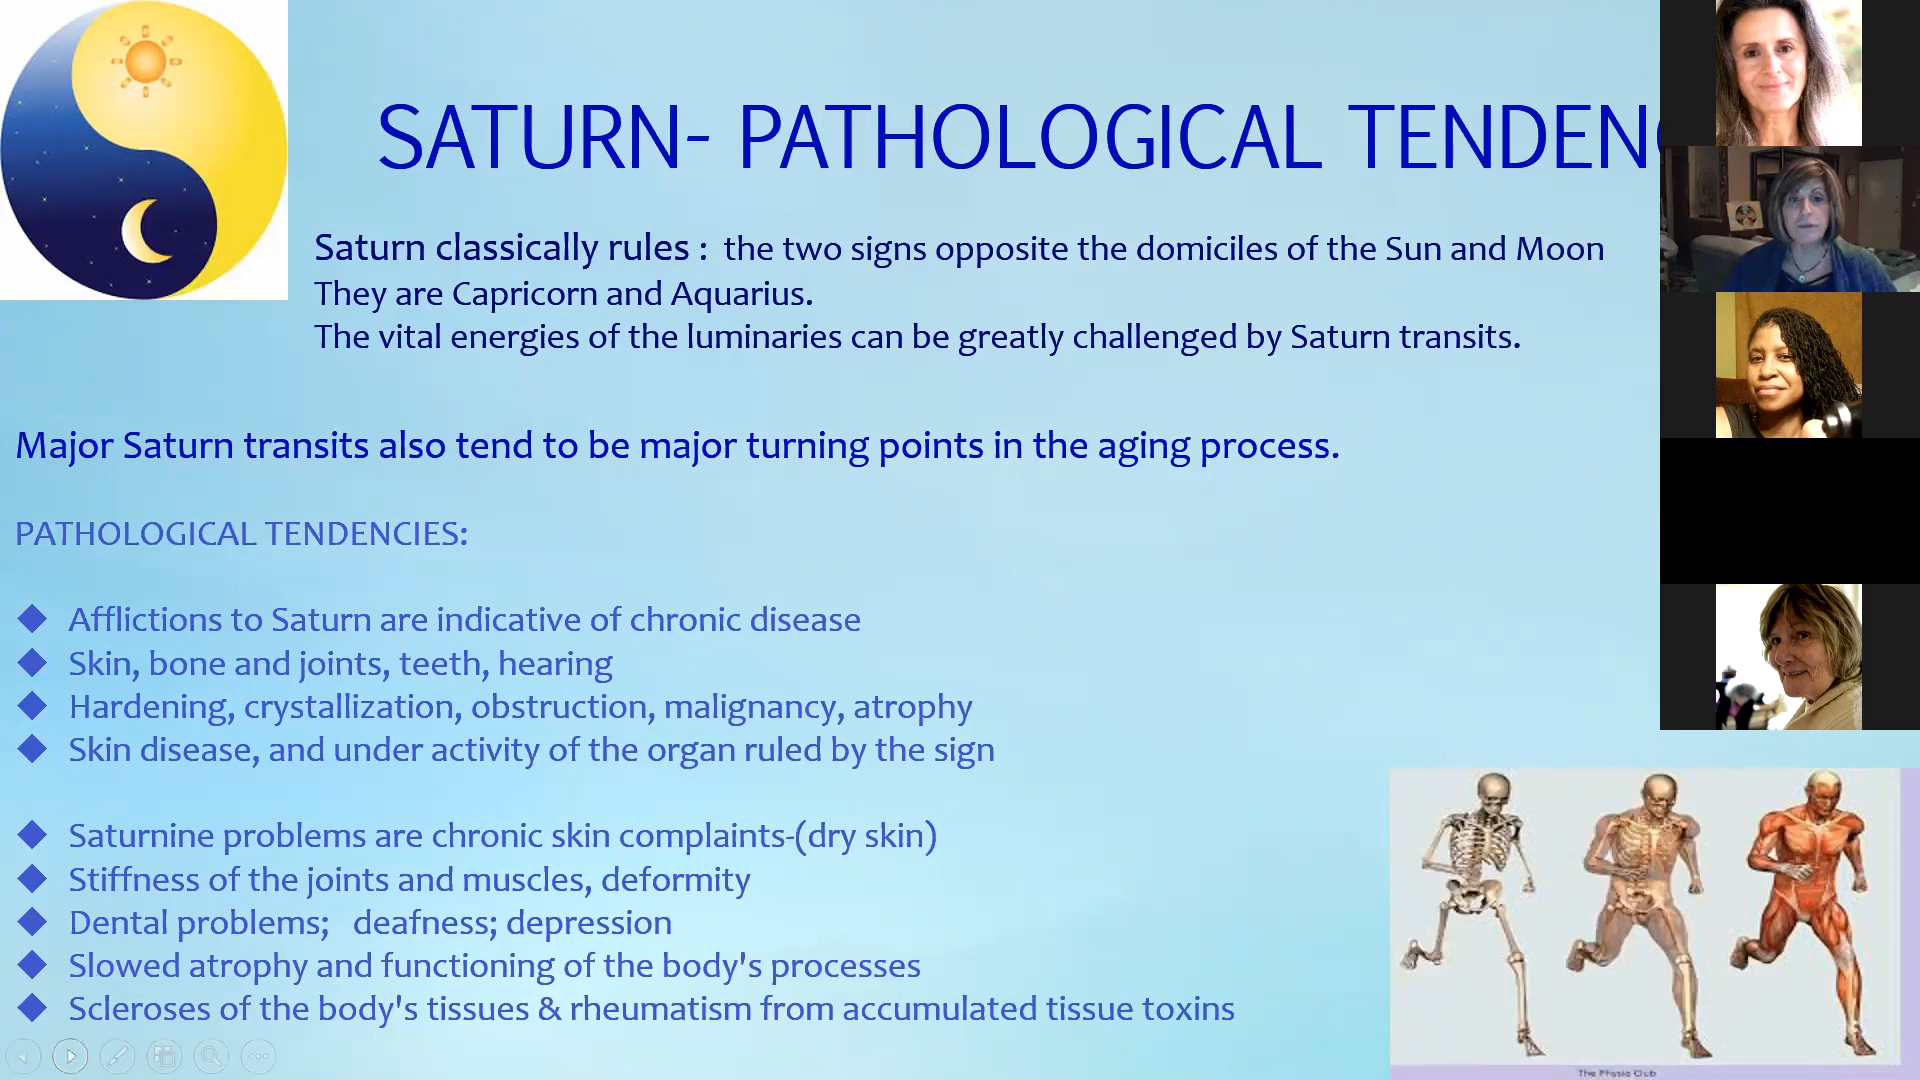 SATURN- PATHOLOGICAL TENDEN
Saturn classically rules : the two signs opposite the domiciles of the Sun and Moon
They are Capricorn and Aquarius.
The vital energies of the luminaries can be greatly challenged by Saturn transits.
Major Saturn transits also tend to be major turning points in the aging process.
PATHOLOGICAL TENDENCIES:
Afflictions to Saturn are indicative of chronic disease
Skin, bone and joints, teeth, hearing
Hardening, crystallization, obstruction, malignancy, atrophy
Skin disease, and under activity of the organ ruled by the sign
Saturnine problems are chronic skin complaints-(dry skin)
Stiffness of the joints and muscles, deformity
Dental problems; deafness; depression
Slowed atrophy and functioning of the body's processes
Scleroses of the body's tissues & rheumatism from accumulated tissue toxins
The Physio Club